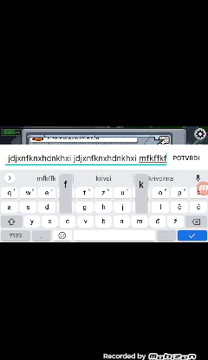 jdjxnfknxhdnkhxi jdjxnfknxhdnkhxi mfkffkf POTVRDI
mfkffk krivci krivcima
f k
q w e t z u o p
a s d g h j l č ć
y x c v b n m đ ž
?123 , .
Recorded by Mobizen